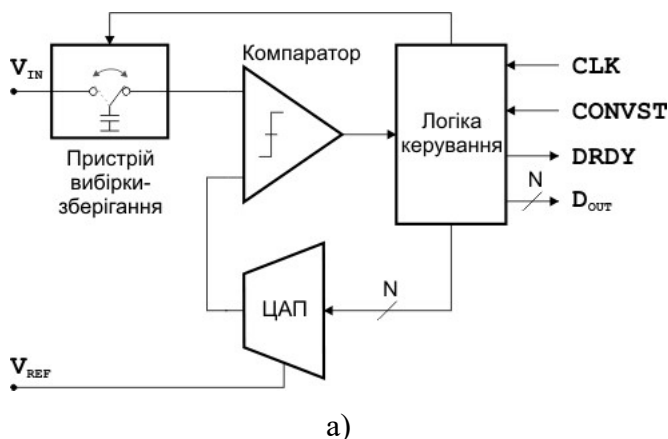 Компаратор
V_IN
CLK
CONVST
Логіка
керування
DRDY
Пристрій
вибірки-
зберігання
N
D_OUT
ЦАП
N
V_REF
а)